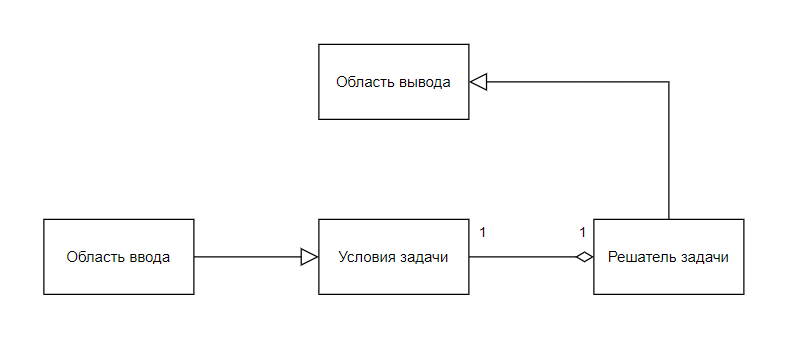 Область вывода
Область ввода
Условия задачи
1
1
Решатель задачи